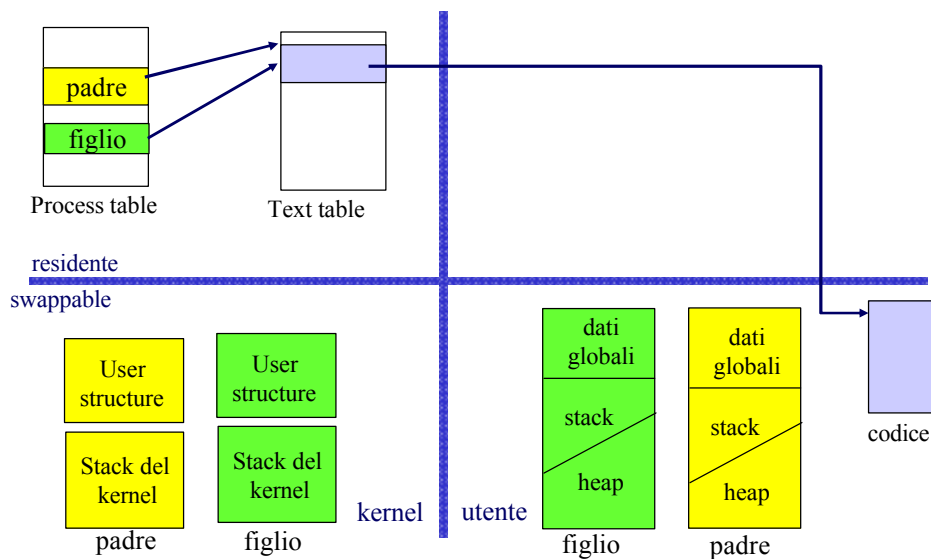 padre
figlio
Process table
Text table
residente
swappable
User
structure
Stack del
kernel
padre
User
structure
Stack del
kernel
figlio
kernel
utente
dati
globali
stack
heap
figlio
dati
globali
stack
heap
padre
codice